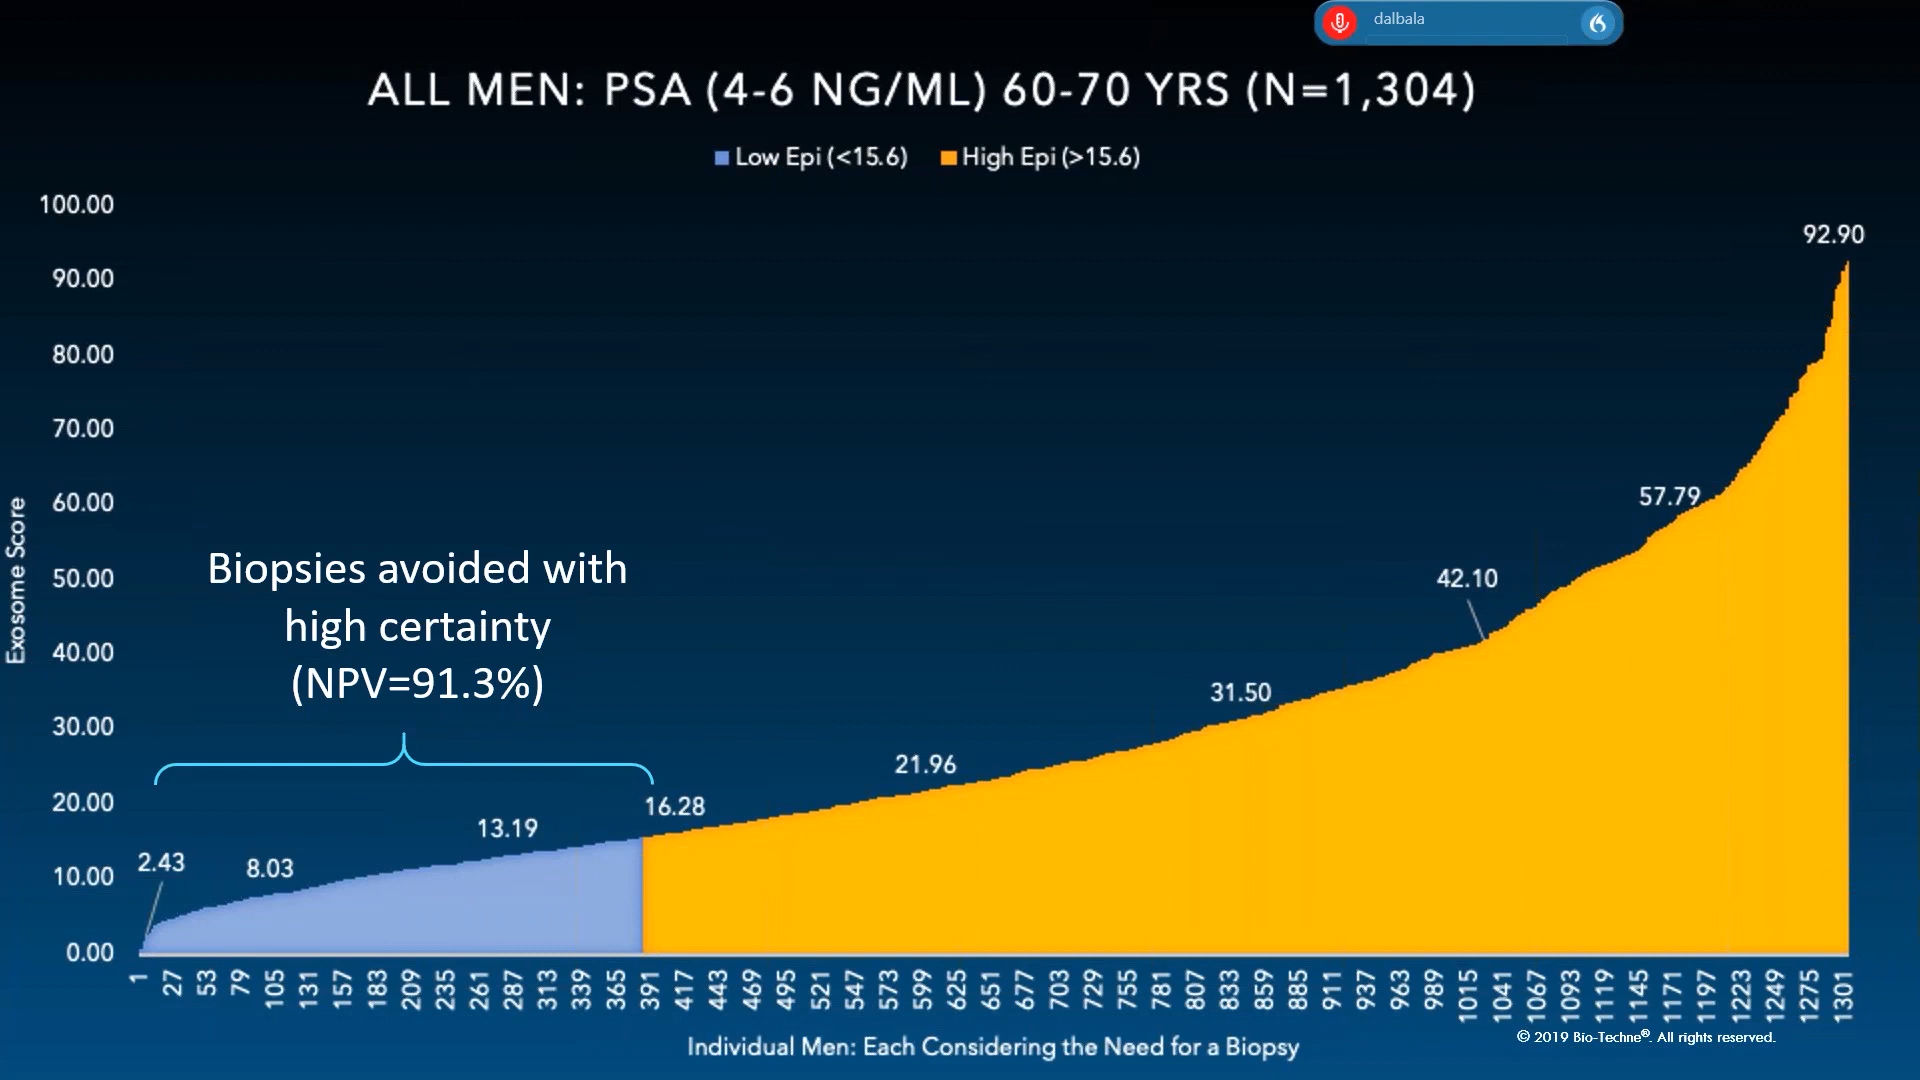 dalbala
ALL MEN: PSA (4-6 NG/ML) 60-70 YRS (N=1,304)
Low Epi (<15.6) High Epi (>15.6)
100.00
90.00
80.00
70.00
60.00
50.00
40.00
30.00
20.00
10.00
0.00
Exosome Score
Biopsies avoided with
high certainty
(NPV=91.3%)
2.43
8.03
13.19
16.28
21.96
31.50
42.10
57.79
92.90
1 27 53 79 105 131 157 183 209 235 261 287 313 339 365 391 417 443 469 495 521 547 573 599 625 651 677 703 729 755 781 807 833 859 885 911 937 963 989 1015 1041 1067 1093 1119 1145 1171 1197 1223 1249 1275 1301
Individual Men: Each Considering the Need for a Biopsy
© 2019 Bio-Techne®. All rights reserved.